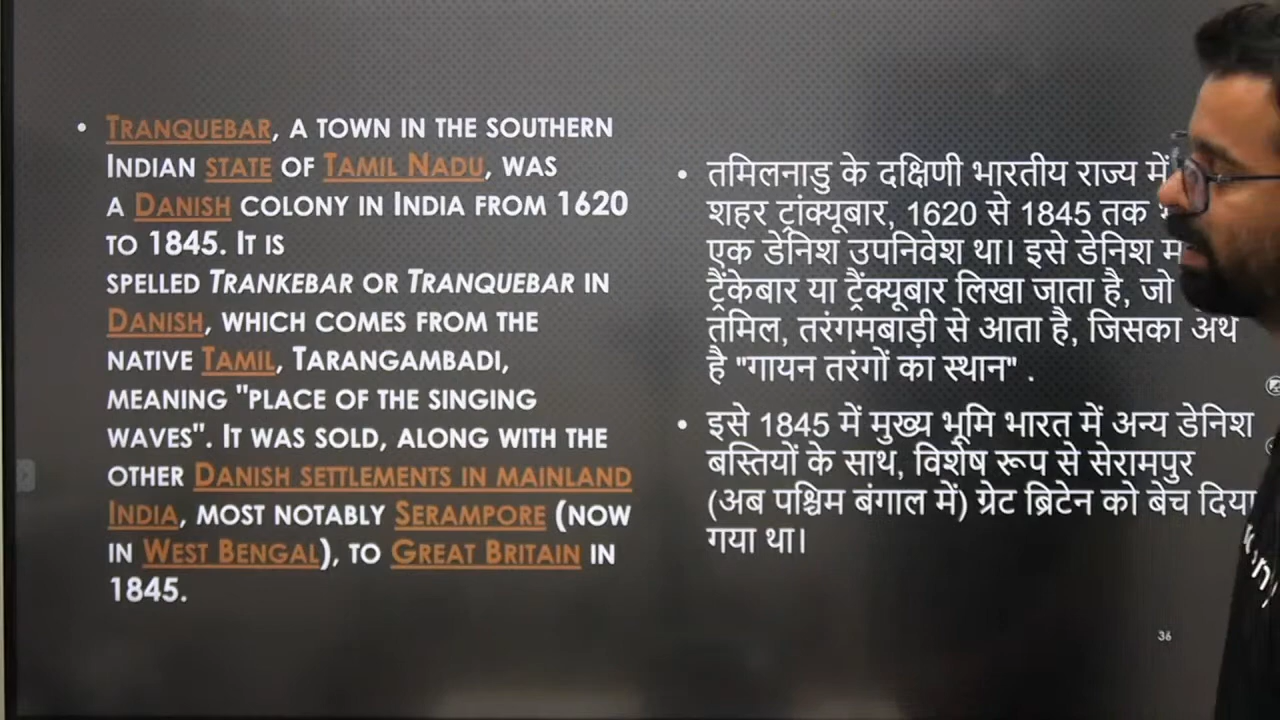 • TRANQUEBAR, A TOWN IN THE SOUTHERN
INDIAN STATE OF TAMIL NADU, WAS
A DANISH COLONY IN INDIA FROM 1620
TO 1845. IT IS
SPELLED TRANKEBAR OR TRANQUEBAR IN
DANISH, WHICH COMES FROM THE
NATIVE TAMIL, TARANGAMBADI,
MEANING "PLACE OF THE SINGING
WAVES". IT WAS SOLD, ALONG WITH THE
OTHER DANISH SETTLEMENTS IN MAINLAND
INDIA, MOST NOTABLY SERAMPORE (NOW
IN WEST BENGAL), TO GREAT BRITAIN IN
1845.
• तमिलनाडु के दक्षिणी भारतीय राज्य में
शहर ट्रांक्यूबार, 1620 से 1845 तक
एक डेनिश उपनिवेश था। इसे डेनिश
ट्रैंकेबार या ट्रैंक्यूबार लिखा जाता है, जो
तमिल, तरंगमबाड़ी से आता है, जिसका अर्थ
है "गायन तरंगों का स्थान" .
• इसे 1845 में मुख्य भूमि भारत में अन्य डेनिश
बस्तियों के साथ, विशेष रूप से सेरामपुर
(अब पश्चिम बंगाल में) ग्रेट ब्रिटेन को बेच दिया
गया था।
36